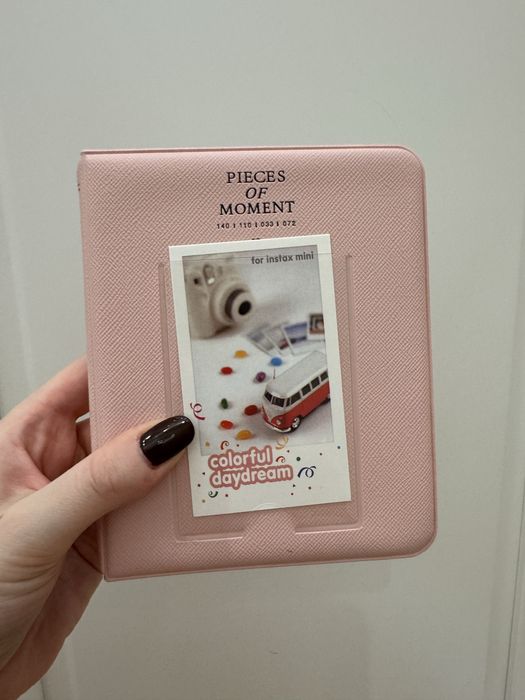 PIECES
OF
MOMENT
140 I 110 I 033 I 072
for instax mini
colorful
daydream